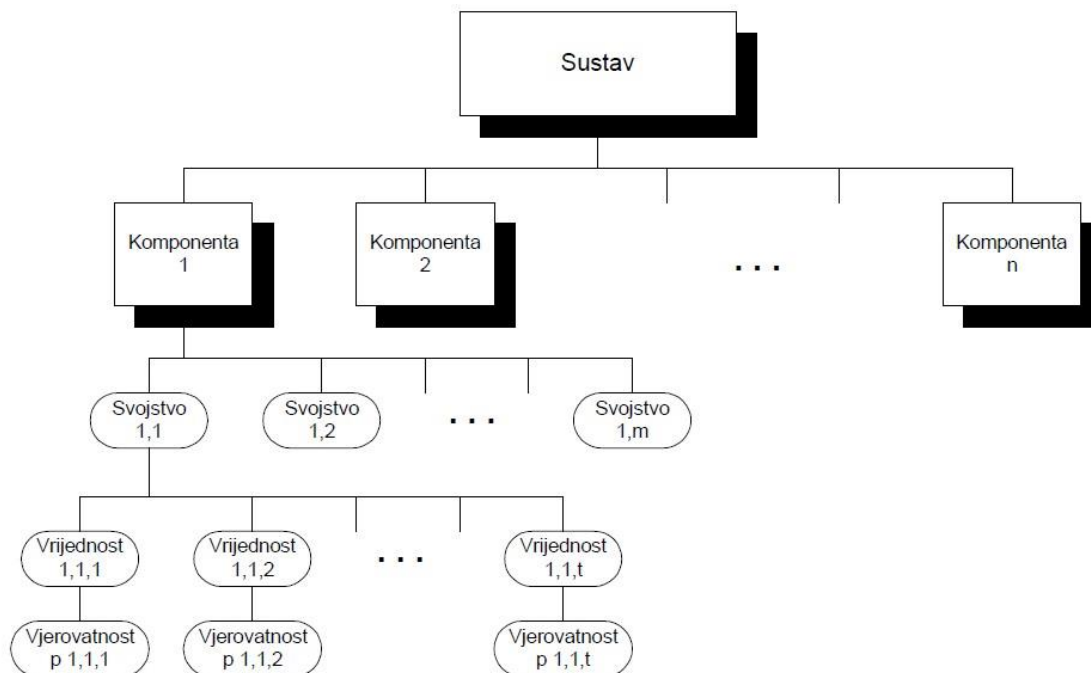 Sustav
Komponenta
1
Komponenta
2
. . .
Komponenta
n
Svojstvo
1,1
Svojstvo
1,2
. . .
Svojstvo
1,m
Vrijednost
1,1,1
Vrijednost
1,1,2
. . .
Vrijednost
1,1,t
Vjerovatnost
p 1,1,1
Vjerovatnost
p 1,1,2
Vjerovatnost
p 1,1,t